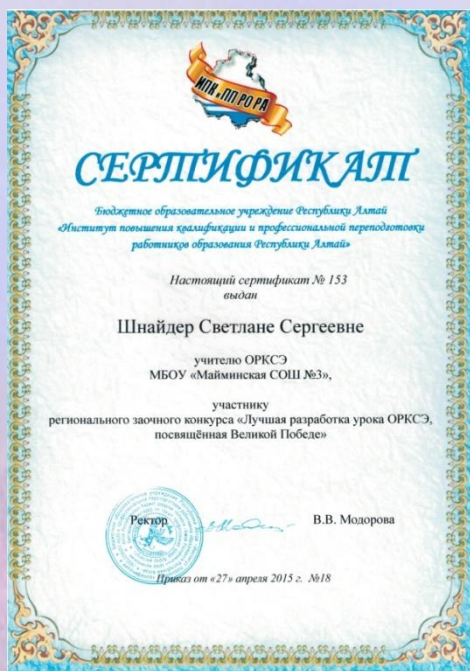 ИПК и ПП РО РА
СЕРТИФИКАТ
Бюджетное образовательное учреждение Республики Алтай
«Институт повышения квалификации и профессиональной переподготовки
работников образования Республики Алтай»
Настоящий сертификат № 153
выдан
Шнайдер Светлане Сергеевне
учителю ОРКСЭ
МБОУ «Майминская СОШ №3»,
участнику
регионального заочного конкурса «Лучшая разработка урока ОРКСЭ,
посвящённая Великой Победе»
Ректор
В.В. Модорова
Приказ от «27» апреля 2015 г. №18